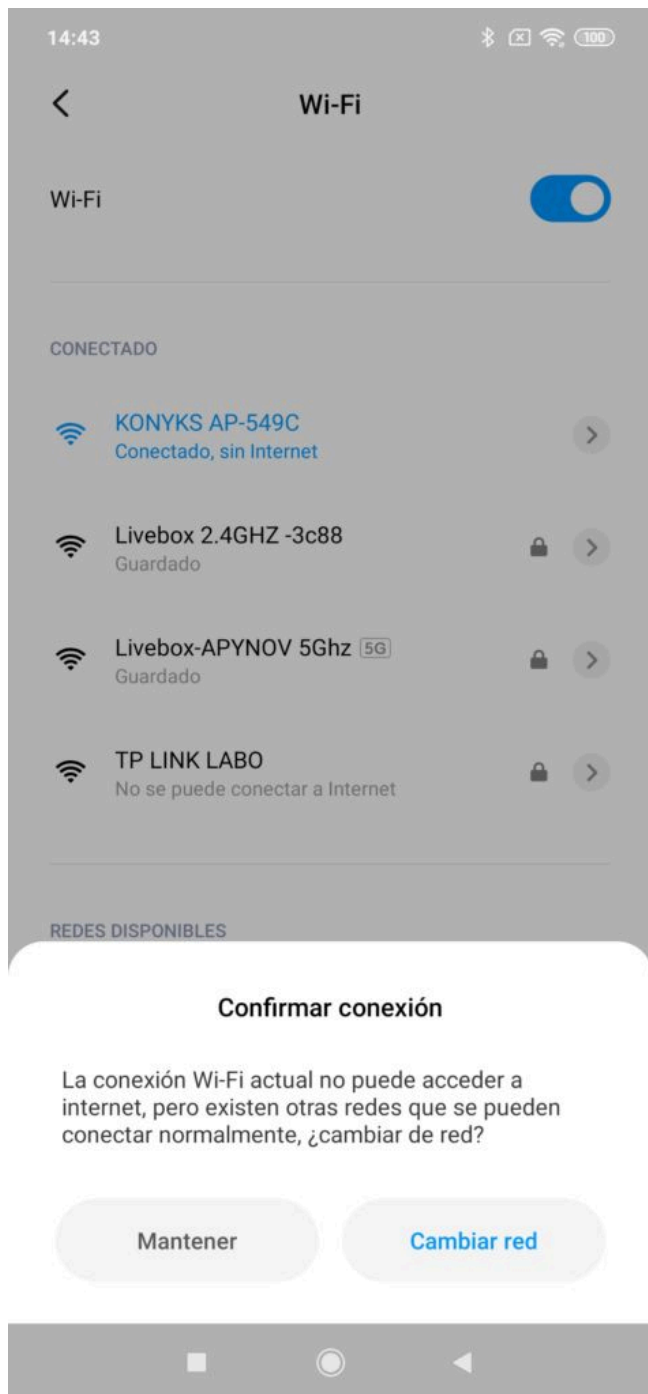 14:43
100
Wi-Fi
Wi-Fi
CONECTADO
KONYKS AP-549C
Conectado, sin Internet
Livebox 2.4GHZ -3c88
Guardado
Livebox-APYNOV 5Ghz 5G
Guardado
TP LINK LABO
No se puede conectar a Internet
REDES DISPONIBLES
Confirmar conexión
La conexión Wi-Fi actual no puede acceder a
internet, pero existen otras redes que se pueden
conectar normalmente, ¿cambiar de red?
Mantener
Cambiar red